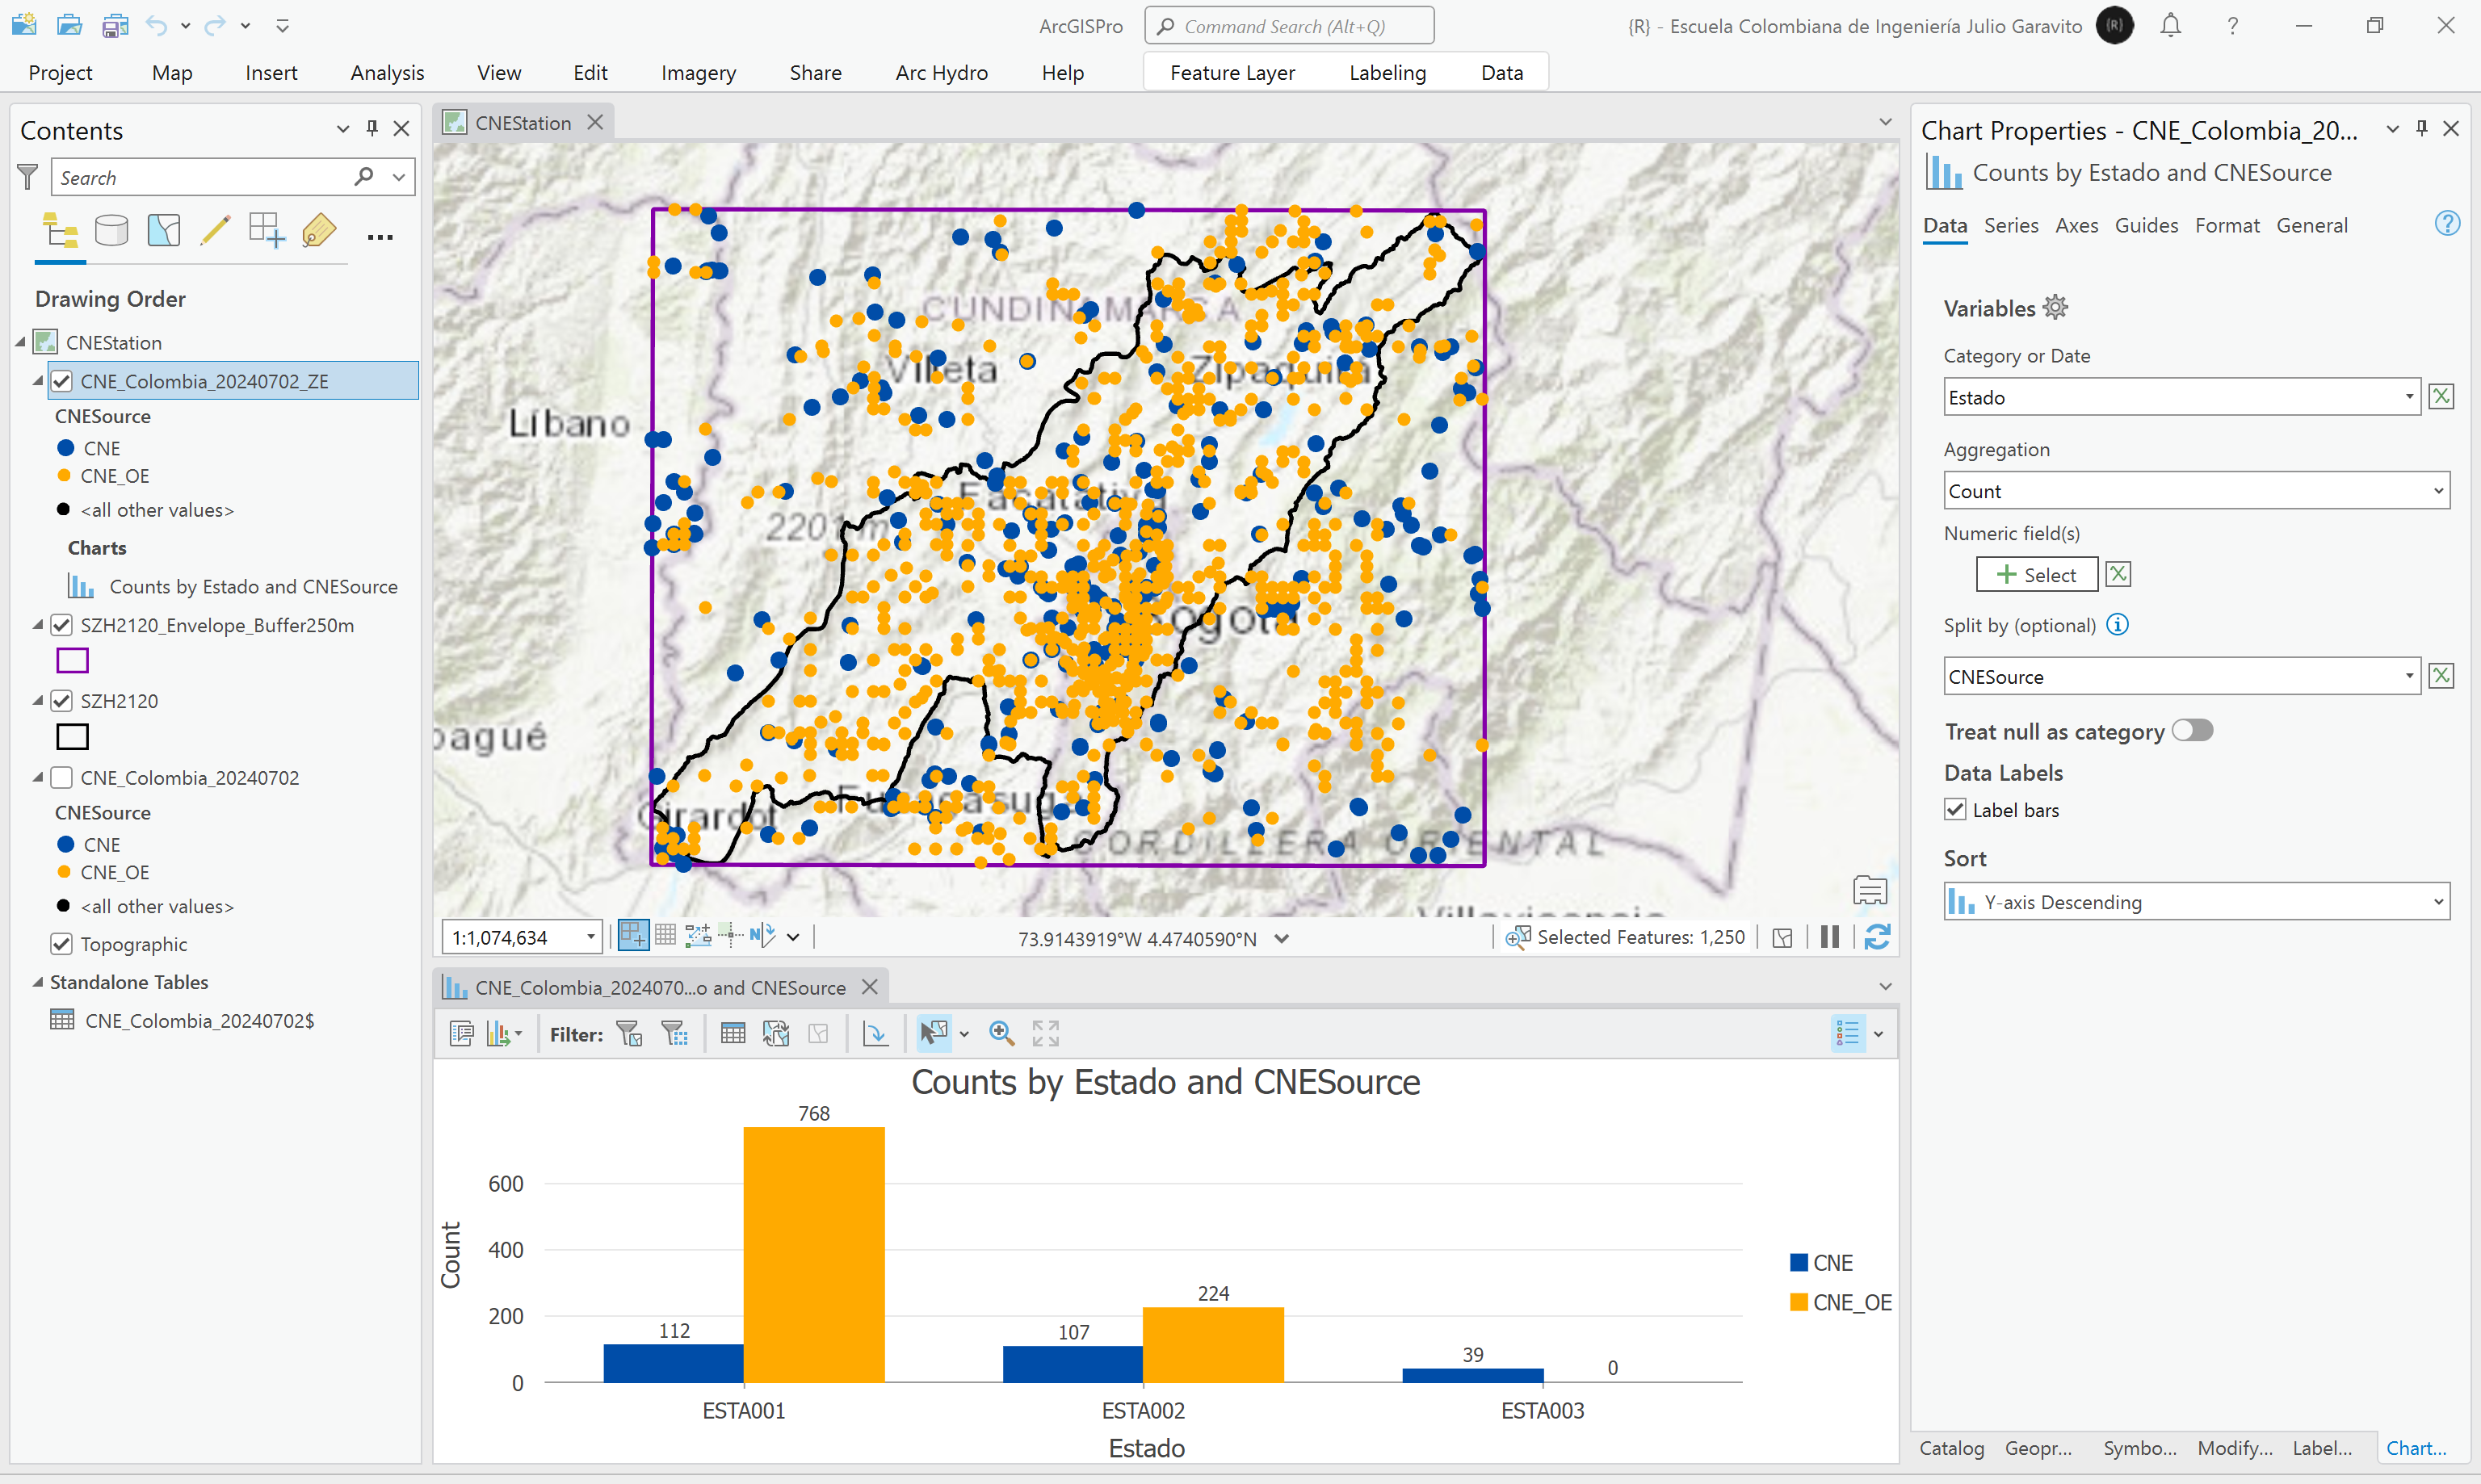 ArcGISPro
Command Search (Alt+Q)
{R} - Escuela Colombiana de Ingeniería Julio Garavito
{R}
Project Map Insert Analysis View Edit Imagery Share Arc Hydro Help Feature Layer Labeling Data
Contents
Search
Drawing Order
CNEStation
CNE_Colombia_20240702_ZE
CNESource
CNE
CNE_OE
<all other values>
Charts
Counts by Estado and CNESource
SZH2120_Envelope_Buffer250m
SZH2120
CNE_Colombia_20240702
CNESource
CNE
CNE_OE
<all other values>
Topographic
Standalone Tables
CNE_Colombia_20240702$
CNEStation
CUNDINAMARCA
Villeta
Zipaquirá
Líbano
Facatativá
2201 m
Bogotá
bagué
Girardot
Fusagasugá
CORDILLERA ORIENTAL
Villavicencio
1:1,074,634
73.9143919°W 4.4740590°N
Selected Features: 1,250
CNE_Colombia_2024070...o and CNESource
Filter:
Counts by Estado and CNESource
768
600
400
200
0
Count
112
107
224
39
0
ESTA001
ESTA002
ESTA003
Estado
CNE
CNE_OE
Chart Properties - CNE_Colombia_20...
Counts by Estado and CNESource
Data Series Axes Guides Format General
Variables
Category or Date
Estado
Aggregation
Count
Numeric field(s)
Select
Split by (optional)
CNESource
Treat null as category
Data Labels
Label bars
Sort
Y-axis Descending
Catalog Geopr... Symbo... Modify... Label... Chart...